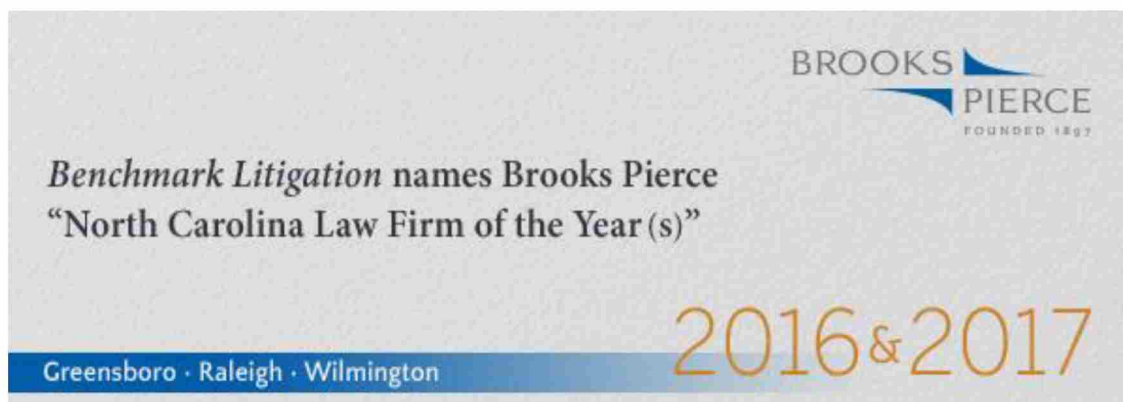 BROOKS
PIERCE
FOUNDED 1897
Benchmark Litigation names Brooks Pierce
“North Carolina Law Firm of the Year(s)”
2016 & 2017
Greensboro · Raleigh · Wilmington